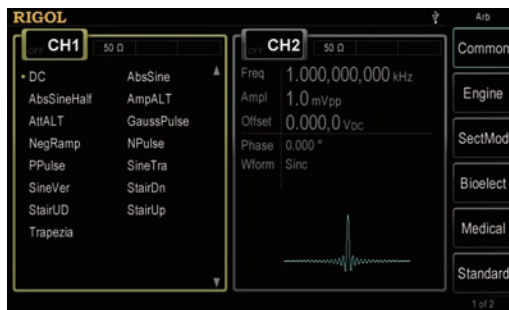 RIGOL Arb
OFF CH1 50 Ω
OFF CH2 50 Ω
• DC AbsSine
AbsSineHalf AmpALT
AttALT GaussPulse
NegRamp NPulse
PPulse SineTra
SineVer StairDn
StairUD StairUp
Trapezia
Freq 1.000,000,000 kHz
Ampl 1.0 mVpp
Offset 0.000,0 VDC
Phase 0.000 °
Wform Sinc
Common
Engine
SectMod
Bioelect
Medical
Standard
1 of 2